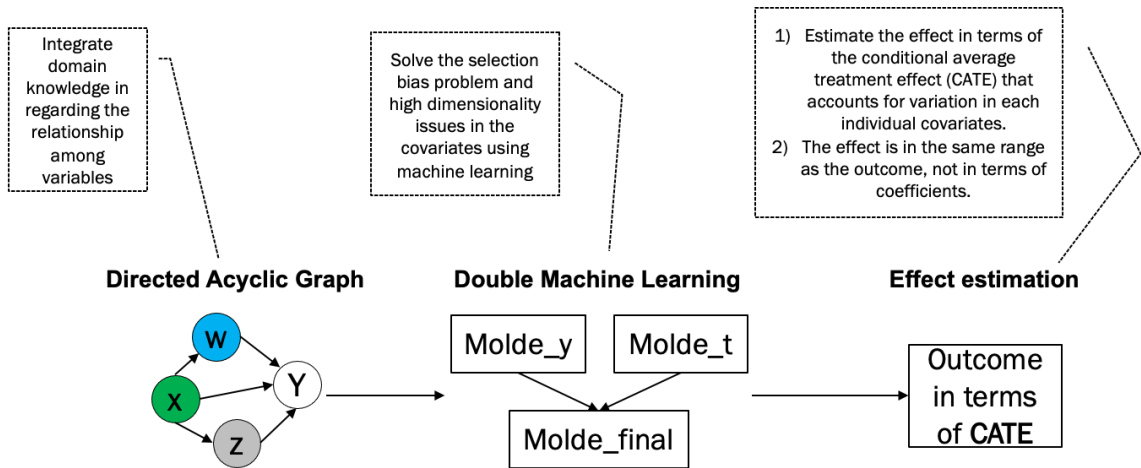 Integrate
domain
knowledge in
regarding the
relationship
among
variables
Solve the selection
bias problem and
high dimensionality
issues in the
covariates using
machine learning
1) Estimate the effect in terms of
the conditional average
treatment effect (CATE) that
accounts for variation in each
individual covariates.
2) The effect is in the same range
as the outcome, not in terms of
coefficients.
Directed Acyclic Graph
Double Machine Learning
Effect estimation
W
X
Y
Z
Molde_y
Molde_t
Molde_final
Outcome
in terms
of CATE